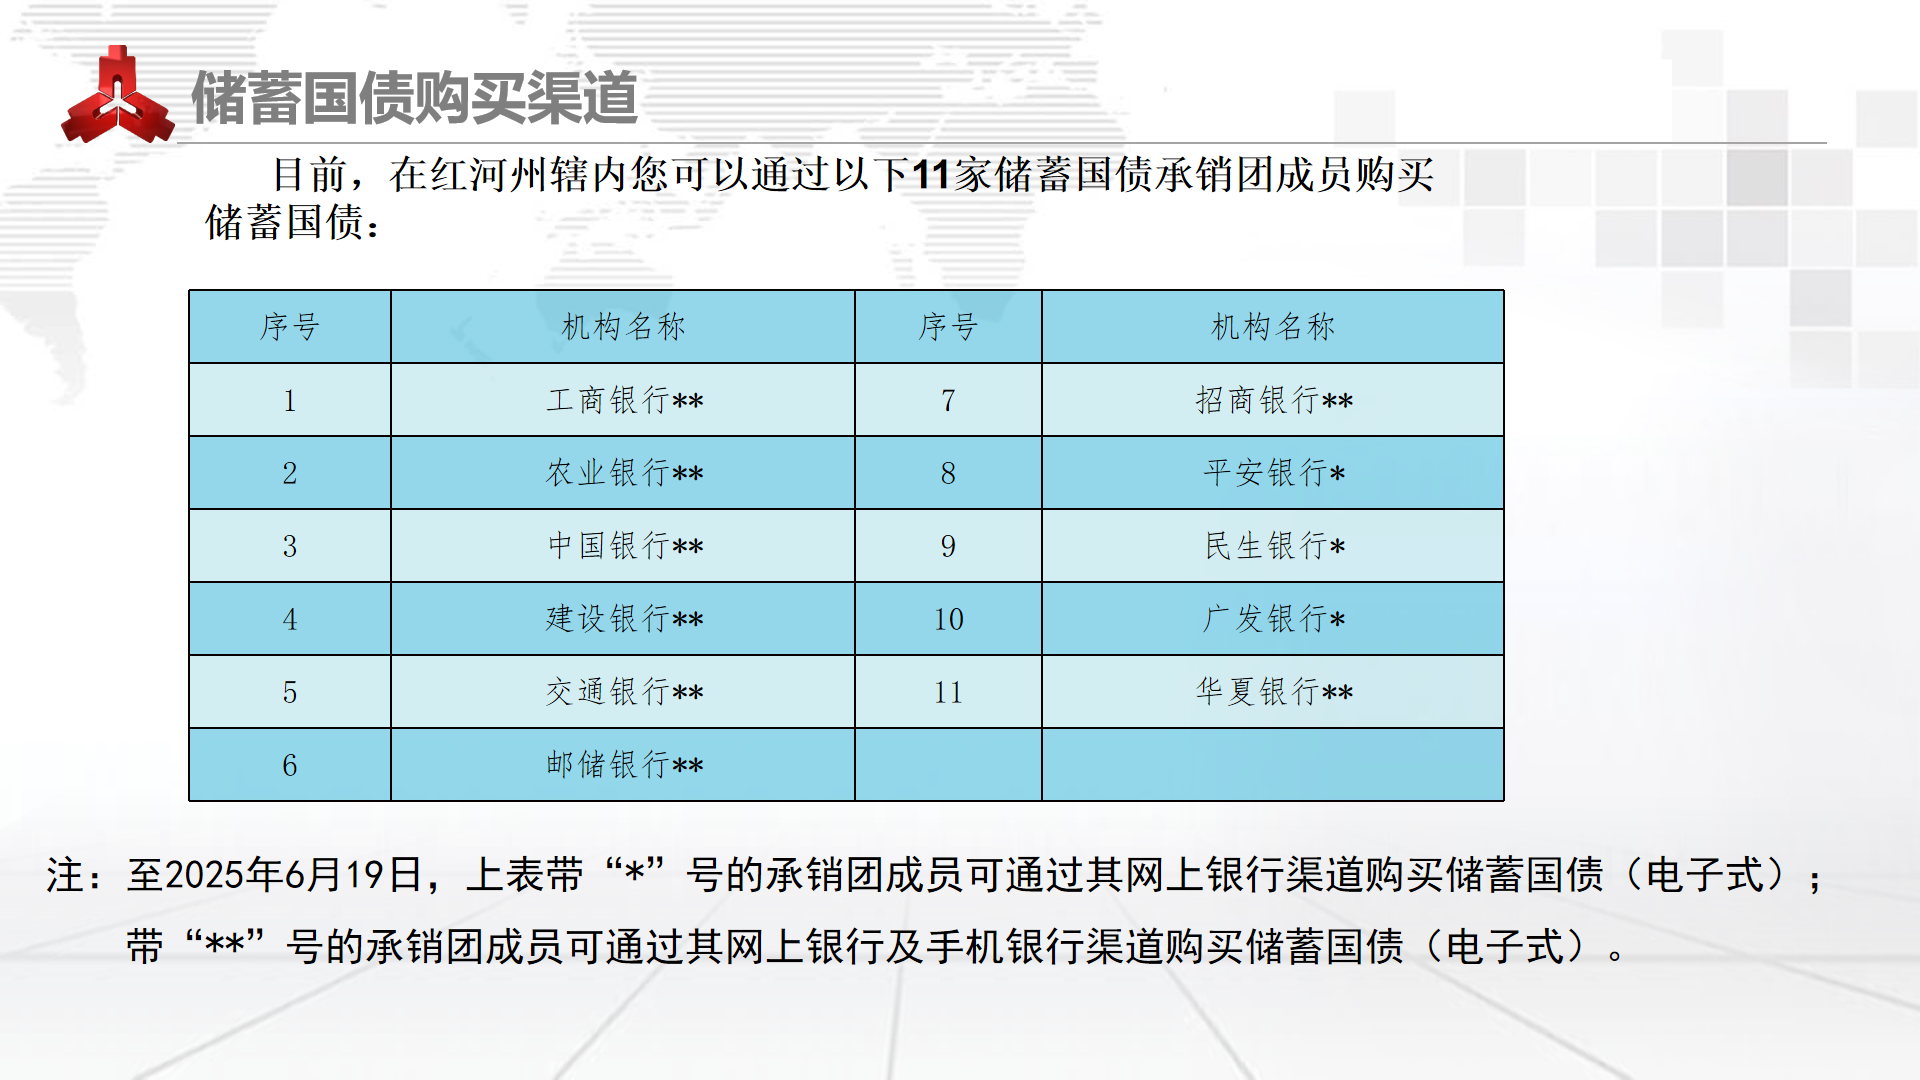 储蓄国债购买渠道
目前，在红河州辖内您可以通过以下11家储蓄国债承销团成员购买
储蓄国债：
序号 机构名称 序号 机构名称
1 工商银行** 7 招商银行**
2 农业银行** 8 平安银行*
3 中国银行** 9 民生银行*
4 建设银行** 10 广发银行*
5 交通银行** 11 华夏银行**
6 邮储银行**
注：至2025年6月19日，上表带“*”号的承销团成员可通过其网上银行渠道购买储蓄国债（电子式）；
带“**”号的承销团成员可通过其网上银行及手机银行渠道购买储蓄国债（电子式）。